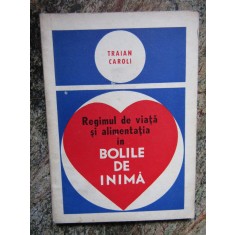 TRAIAN
CAROLI
Regimul de viață
și alimentația
în
BOLILE
DE
INIMĂ